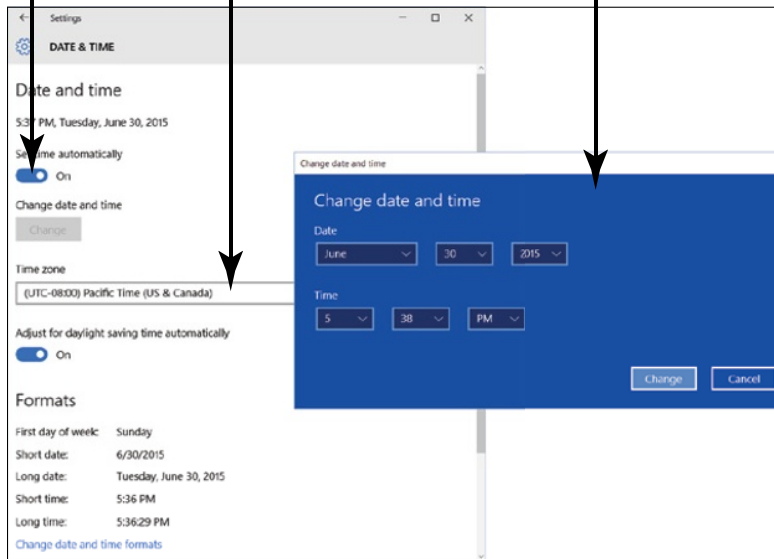 Settings
DATE & TIME
Date and time
5:37 PM, Tuesday, June 30, 2015
Set time automatically
On
Change date and time
Change
Time zone
(UTC-08:00) Pacific Time (US & Canada)
Adjust for daylight saving time automatically
On
Formats
First day of week: Sunday
Short date: 6/30/2015
Long date: Tuesday, June 30, 2015
Short time: 5:36 PM
Long time: 5:36:29 PM
Change date and time formats
Change date and time
Change date and time
Date
June 30 2015
Time
5 38 PM
Change Cancel